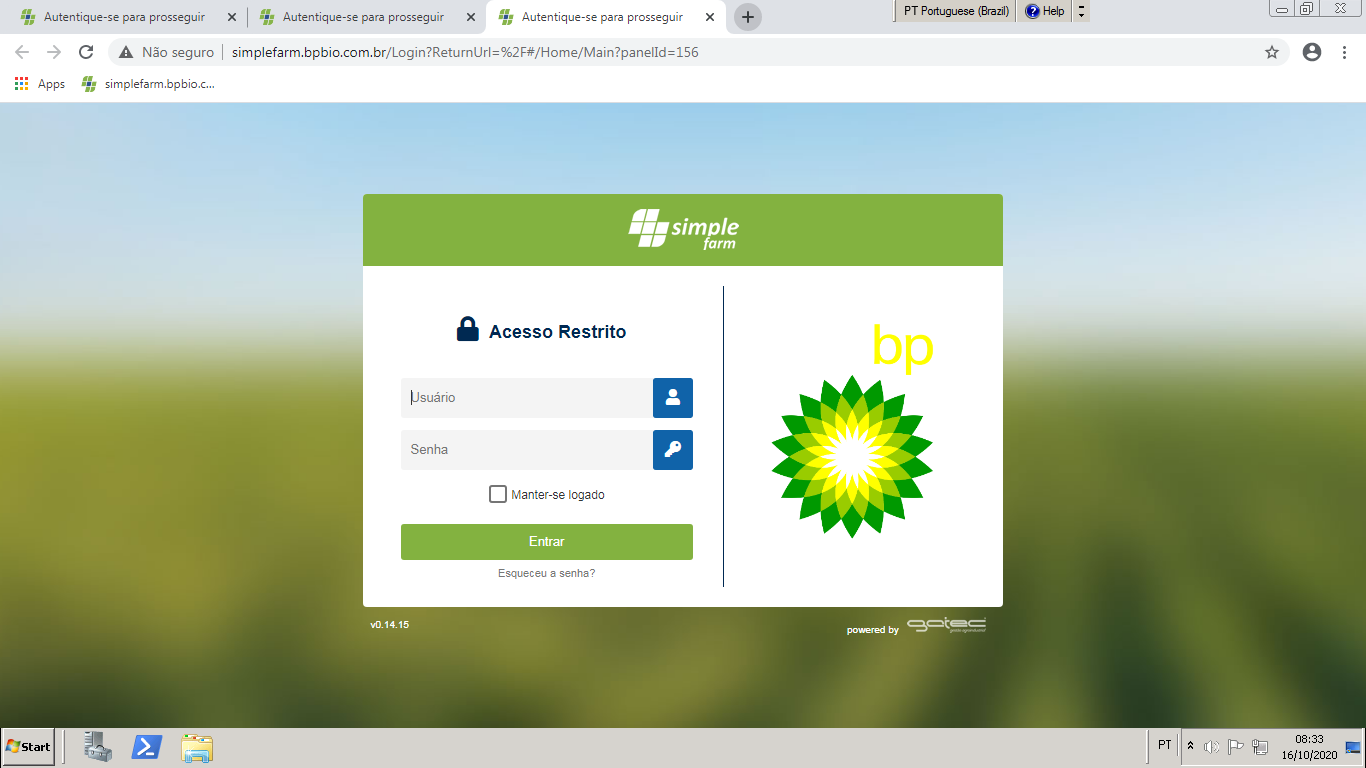 Autentique-se para prosseguir
Autentique-se para prosseguir
Autentique-se para prosseguir
PT Portuguese (Brazil)
Help
Não seguro
simplefarm.bpbio.com.br/Login?ReturnUrl=%2F#/Home/Main?panelId=156
Apps
simplefarm.bpbio.c...
simple
farm
Acesso Restrito
bp
Usuário
Senha
Manter-se logado
Entrar
Esqueceu a senha?
v0.14.15
powered by
gatec
Start
PT
08:33
16/10/2020